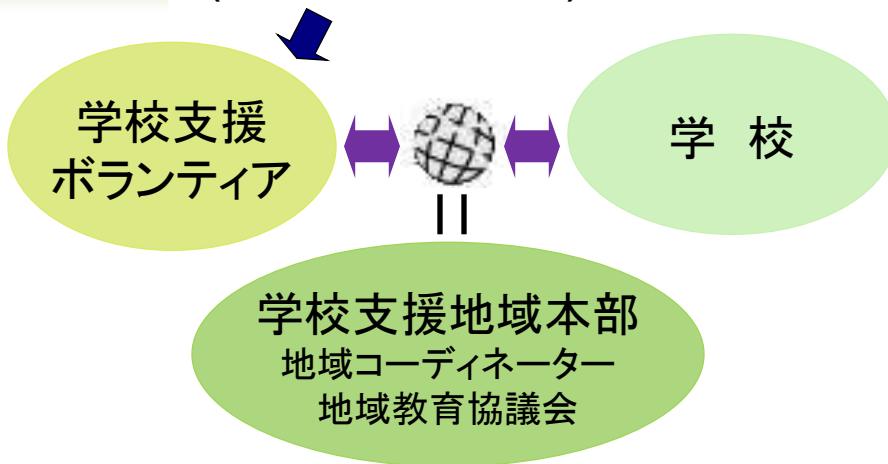 学校支援
ボランティア
学 校
学校支援地域本部
地域コーディネーター
地域教育協議会